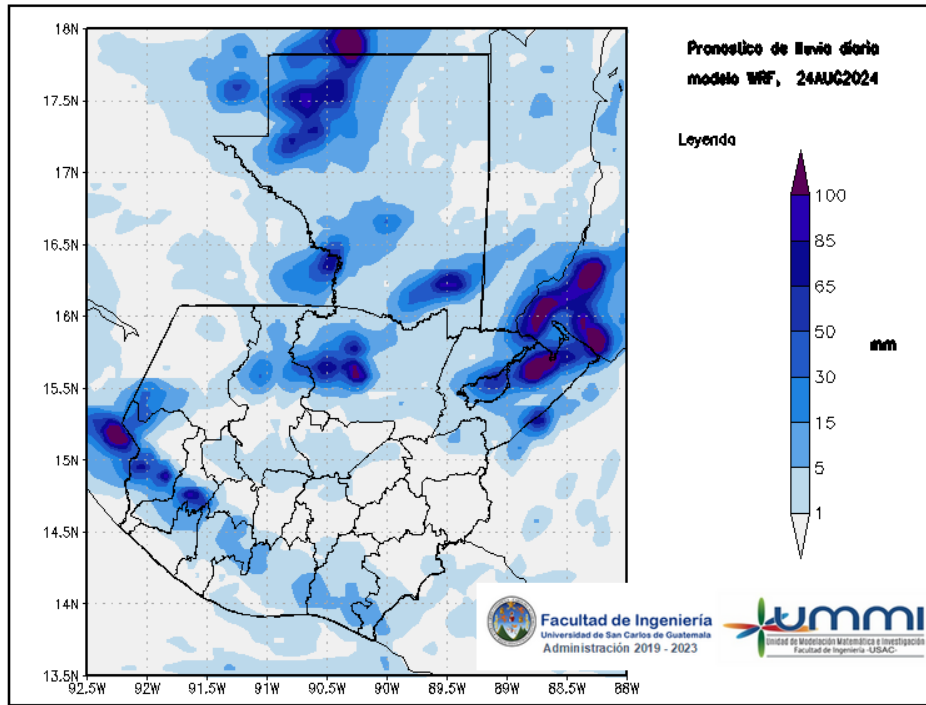 Pronostico de lluvia diaria
modelo WRF, 24AUG2024
Leyenda
100
85
65
50
30
15
5
1
mm
18N
17.5N
17N
16.5N
16N
15.5N
15N
14.5N
14N
13.5N
92.5W 92W 91.5W 91W 90.5W 90W 89.5W 89W 88.5W 88W
Facultad de Ingeniería
Universidad de San Carlos de Guatemala
Administración 2019 - 2023
ummi
Unidad de Modelación Matemática e Investigación
Facultad de Ingeniería -USAC-